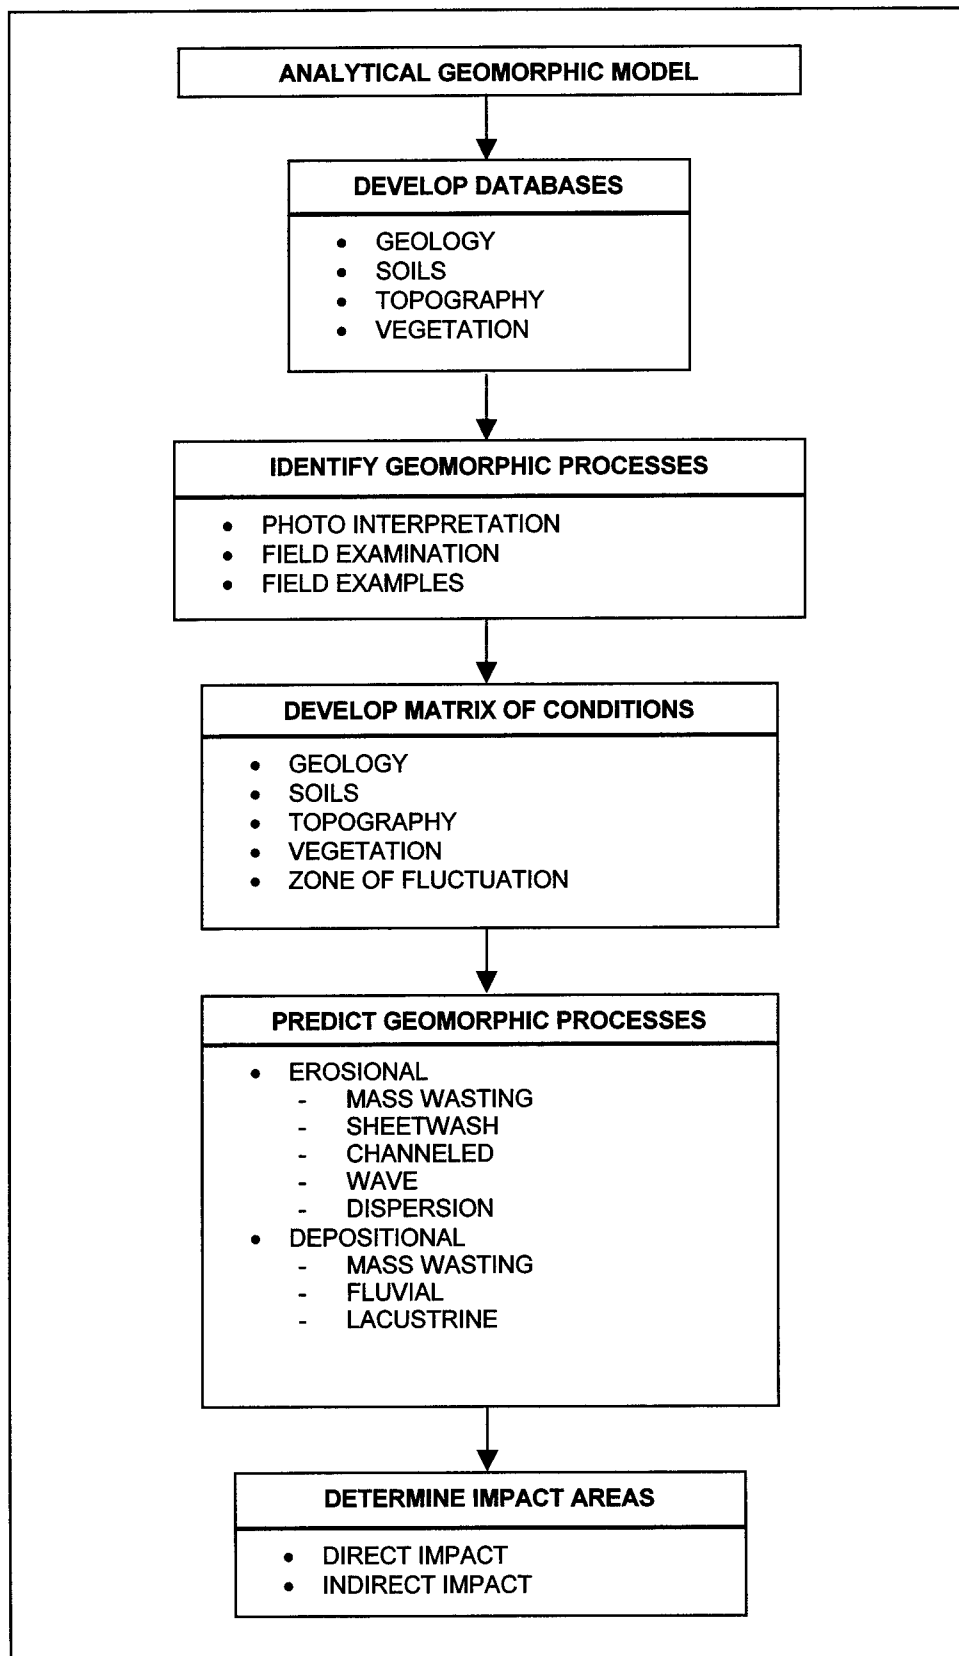 ANALYTICAL GEOMORPHIC MODEL
DEVELOP DATABASES
• GEOLOGY
• SOILS
• TOPOGRAPHY
• VEGETATION
IDENTIFY GEOMORPHIC PROCESSES
• PHOTO INTERPRETATION
• FIELD EXAMINATION
• FIELD EXAMPLES
DEVELOP MATRIX OF CONDITIONS
• GEOLOGY
• SOILS
• TOPOGRAPHY
• VEGETATION
• ZONE OF FLUCTUATION
PREDICT GEOMORPHIC PROCESSES
• EROSIONAL
- MASS WASTING
- SHEETWASH
- CHANNELED
- WAVE
- DISPERSION
• DEPOSITIONAL
- MASS WASTING
- FLUVIAL
- LACUSTRINE
DETERMINE IMPACT AREAS
• DIRECT IMPACT
• INDIRECT IMPACT